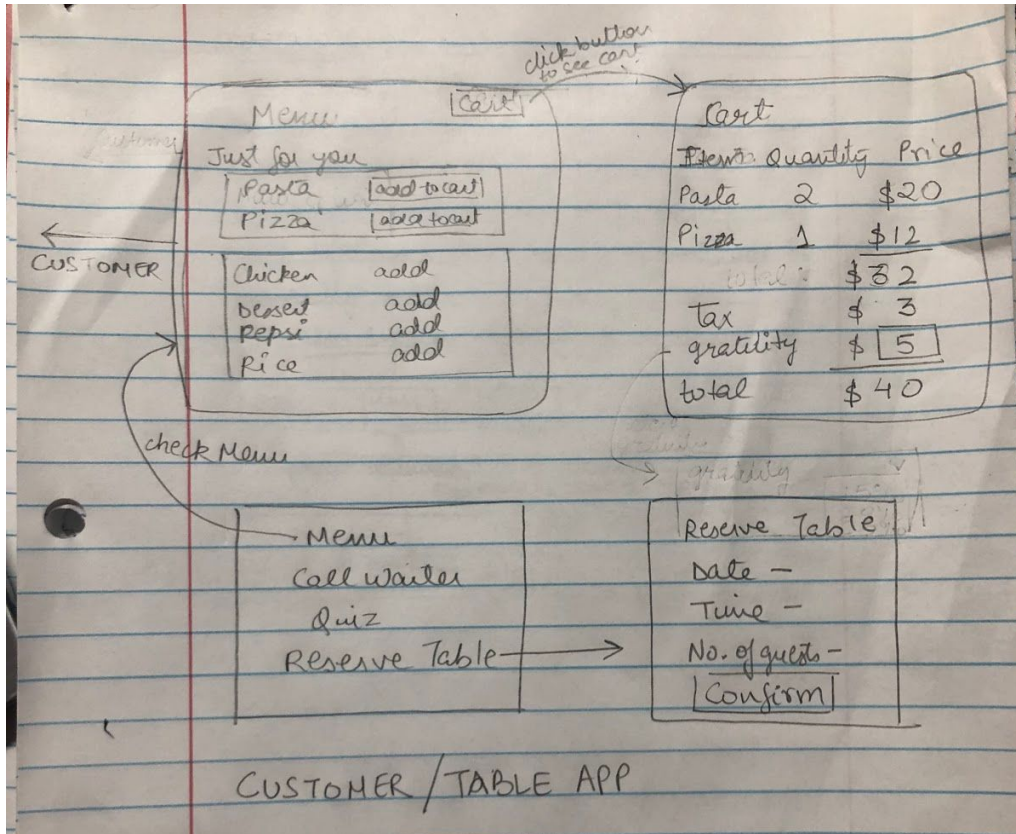 click button
to see cart
Menu
Cart
Just for you
Pasta add to cart
Pizza add to cart
Chicken add
Dessert add
Pepsi add
Rice add
CUSTOMER
check Menu
Cart
Item Quantity Price
Pasta 2 $20
Pizza 1 $12
total: $32
Tax $ 3
gratility $ 5
total $ 40
gratuity
Menu
Call Waiter
Quiz
Reserve Table
Reserve Table
Date -
Time -
No. of guests -
Confirm
CUSTOMER / TABLE APP